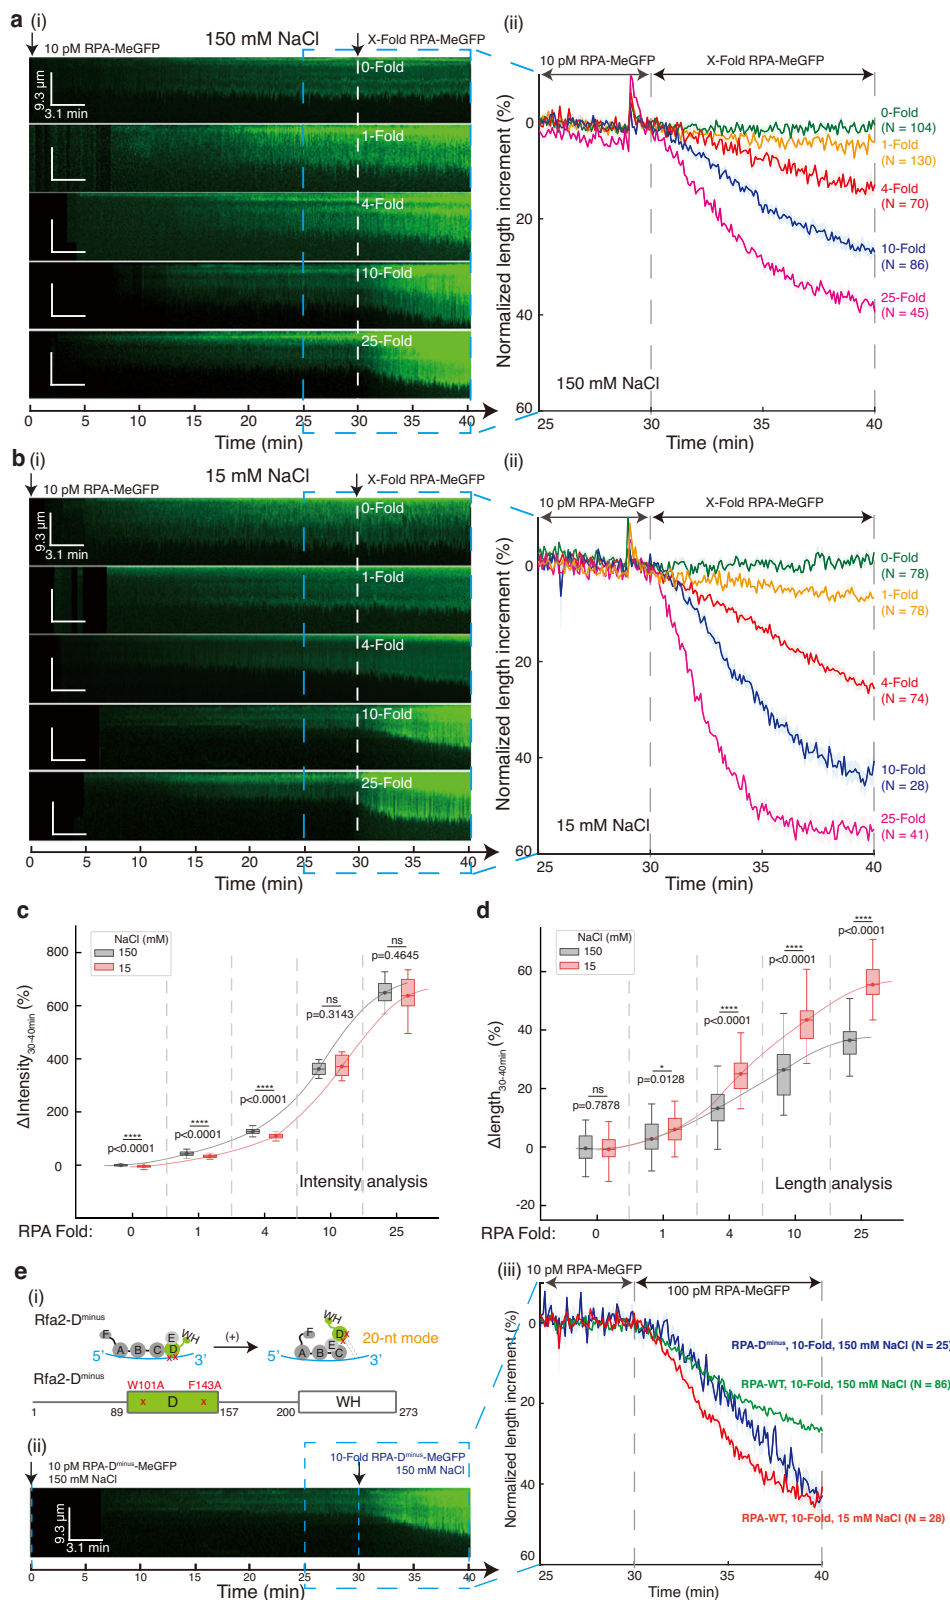 a (i)
10 pM RPA-MeGFP
150 mM NaCl
X-Fold RPA-MeGFP
9.3 μm
3.1 min
0-Fold
1-Fold
4-Fold
10-Fold
25-Fold
0 5 10 15 20 25 30 35 40
Time (min)
(ii)
10 pM RPA-MeGFP
X-Fold RPA-MeGFP
Normalized length increment (%)
0
20
40
60
0-Fold
(N = 104)
1-Fold
(N = 130)
4-Fold
(N = 70)
10-Fold
(N = 86)
25-Fold
(N = 45)
150 mM NaCl
25 30 35 40
Time (min)
b (i)
10 pM RPA-MeGFP
15 mM NaCl
X-Fold RPA-MeGFP
9.3 μm
3.1 min
0-Fold
1-Fold
4-Fold
10-Fold
25-Fold
0 5 10 15 20 25 30 35 40
Time (min)
(ii)
10 pM RPA-MeGFP
X-Fold RPA-MeGFP
Normalized length increment (%)
0
20
40
60
0-Fold
(N = 78)
1-Fold
(N = 78)
4-Fold
(N = 74)
10-Fold
(N = 28)
25-Fold
(N = 41)
15 mM NaCl
25 30 35 40
Time (min)
c
NaCl (mM)
150
15
ΔIntensity30-40min (%)
800
600
400
200
0
****
p<0.0001
****
p<0.0001
****
p<0.0001
ns
p=0.3143
ns
p=0.4645
Intensity analysis
RPA Fold: 0 1 4 10 25
d
NaCl (mM)
150
15
Δlength30-40min (%)
60
40
20
0
-20
ns
p=0.7878
*
p=0.0128
****
p<0.0001
****
p<0.0001
****
p<0.0001
Length analysis
RPA Fold: 0 1 4 10 25
e
(i)
Rfa2-Dminus
F A B C E D WH
xx
5' 3'
(+)
F A B C E D WH
x
x
5' 3'
20-nt mode
Rfa2-Dminus
W101A F143A
x D x
WH
1 89 157 200 273
(ii)
10 pM RPA-Dminus-MeGFP
150 mM NaCl
10-Fold RPA-Dminus-MeGFP
150 mM NaCl
9.3 μm
3.1 min
0 5 10 15 20 25 30 35 40
Time (min)
(iii)
10 pM RPA-MeGFP
100 pM RPA-MeGFP
Normalized length increment (%)
0
20
40
60
RPA-Dminus, 10-Fold, 150 mM NaCl (N = 25)
RPA-WT, 10-Fold, 150 mM NaCl (N = 86)
RPA-WT, 10-Fold, 15 mM NaCl (N = 28)
25 30 35 40
Time (min)